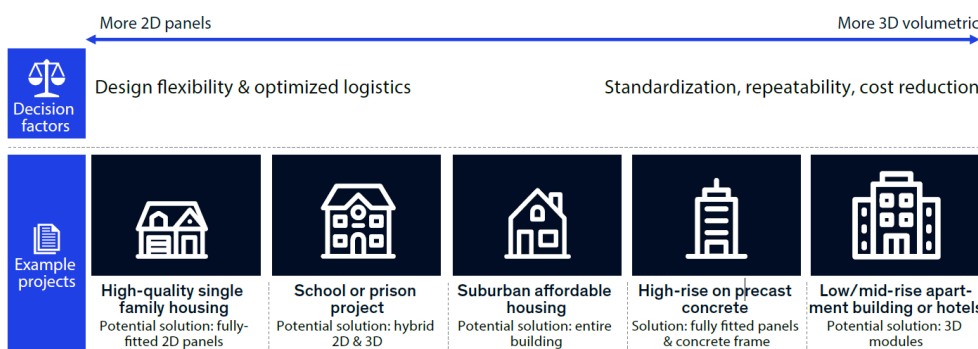 More 2D panels
More 3D volumetric
Decision
factors
Design flexibility & optimized logistics
Standardization, repeatability, cost reduction
Example
projects
High-quality single
family housing
Potential solution: fully-
fitted 2D panels
School or prison
project
Potential solution: hybrid
2D & 3D
Suburban affordable
housing
Potential solution: entire
building
High-rise on precast
concrete
Solution: fully fitted panels
& concrete frame
Low/mid-rise apart-
ment building or hotels
Potential solution: 3D
modules